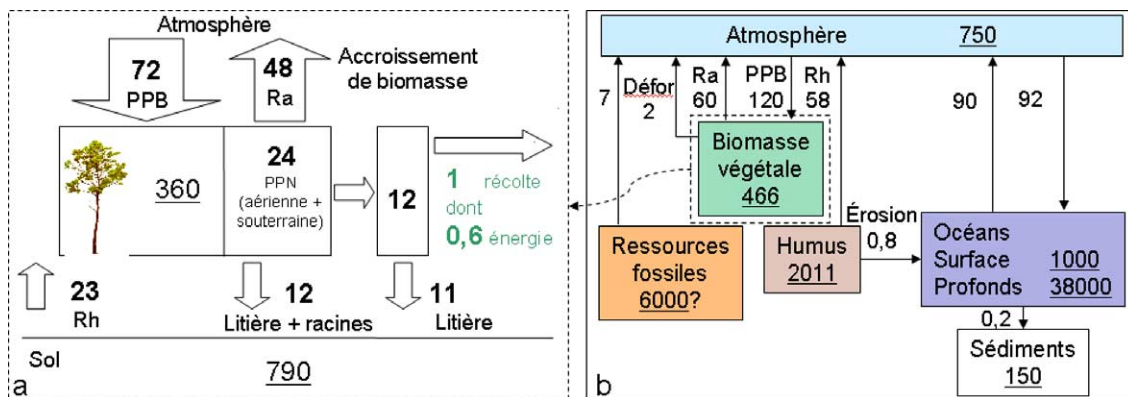 Atmosphère
72
PPB
48
Ra
Accroissement
de biomasse
360
24
PPN
(aérienne +
souterraine)
12
1 récolte
dont
0,6 énergie
23
Rh
12
Litière + racines
11
Litière
Sol
790
a
Atmosphère 750
7
Défor
2
Ra
60
PPB
120
Rh
58
90
92
Biomasse
végétale
466
Érosion
0,8
Ressources
fossiles
6000?
Humus
2011
Océans
Surface 1000
Profonds 38000
0,2
Sédiments
150
b